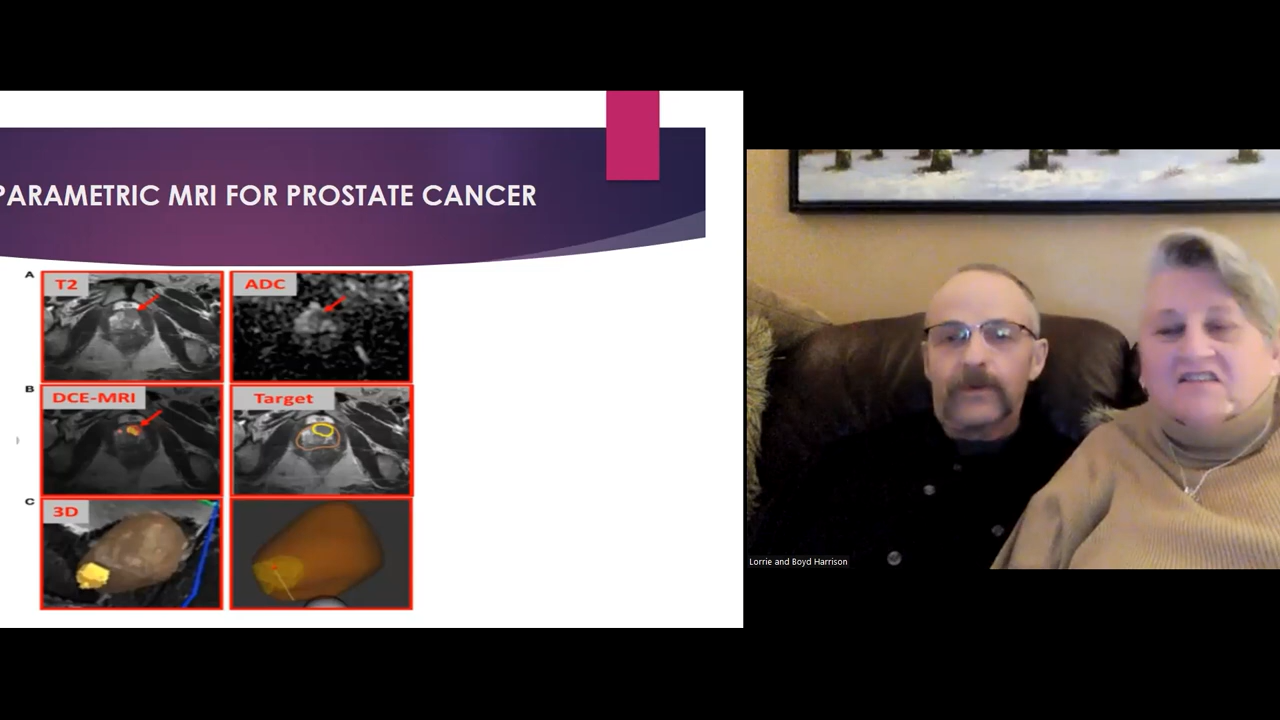 PARAMETRIC MRI FOR PROSTATE CANCER
A
T2
ADC
B
DCE-MRI
Target
C
3D
Lorrie and Boyd Harrison